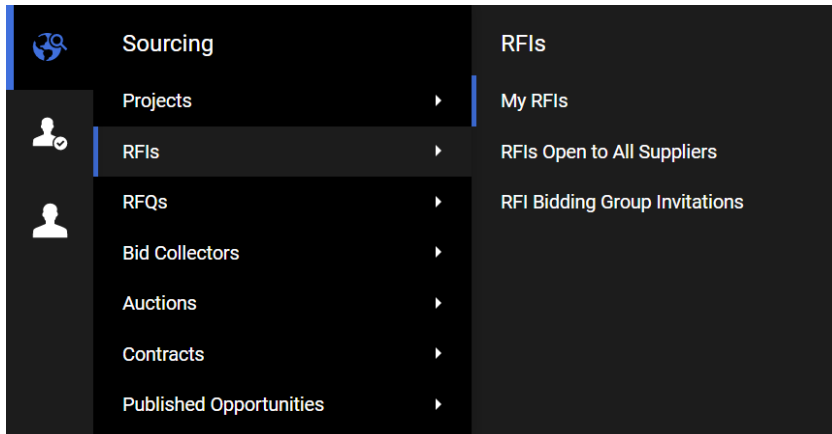 Sourcing
Projects
RFIs
RFQs
Bid Collectors
Auctions
Contracts
Published Opportunities
RFIs
My RFIs
RFIs Open to All Suppliers
RFI Bidding Group Invitations